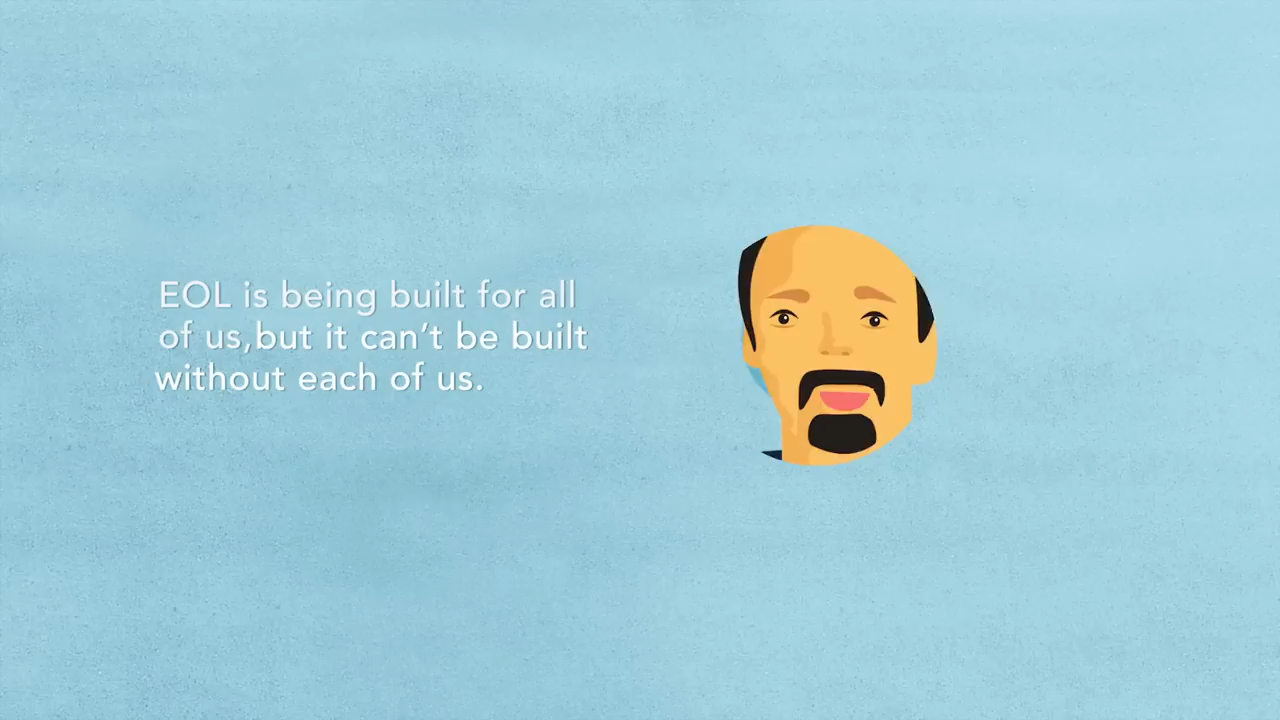 EOL is being built for all
of us,but it can’t be built
without each of us.